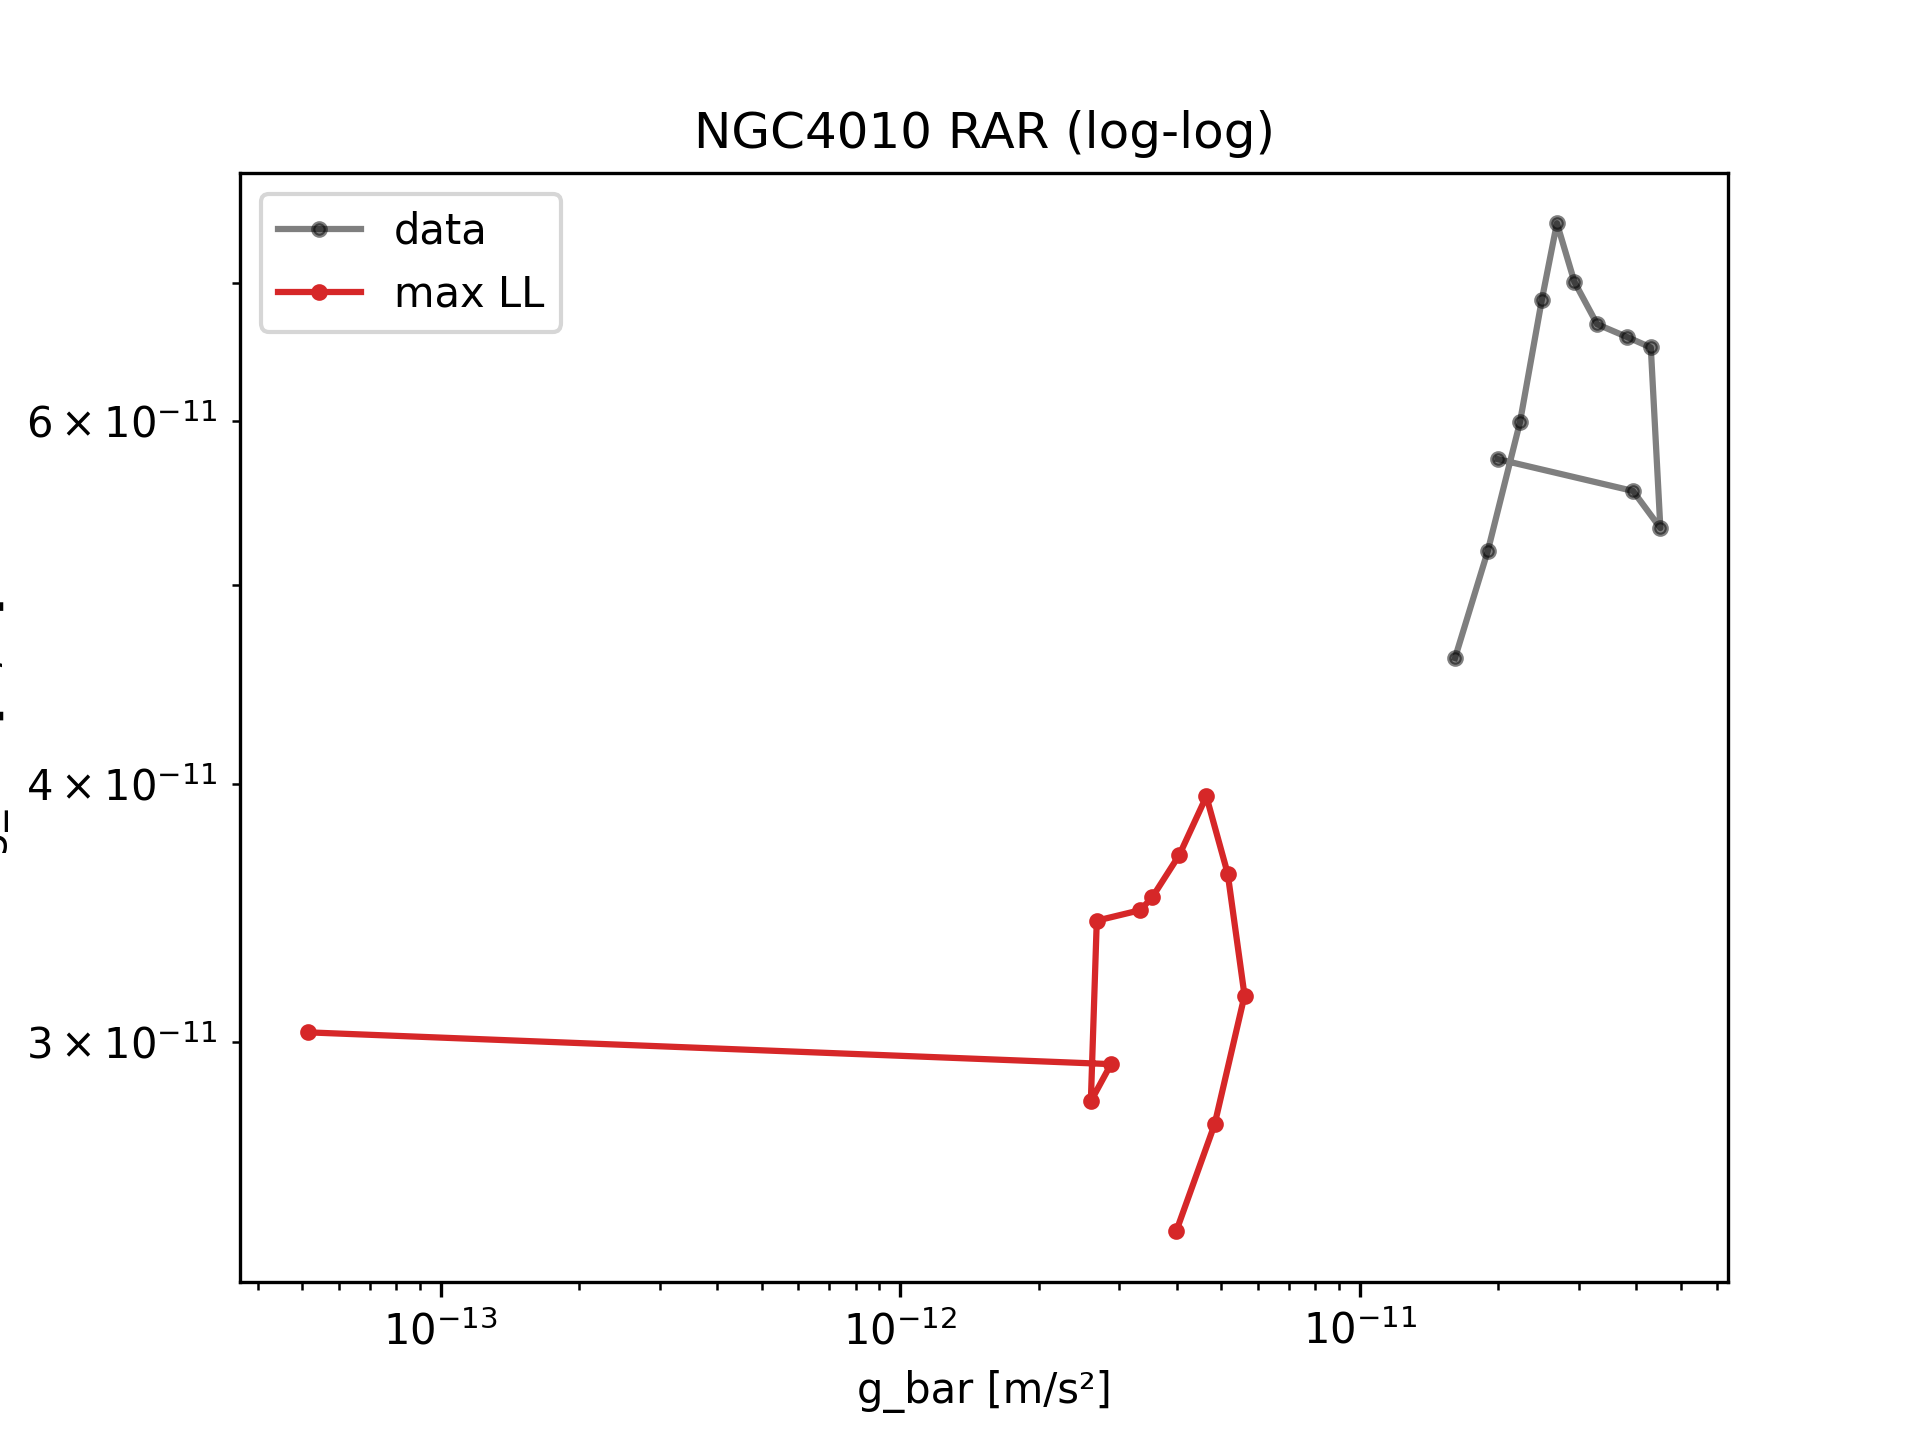 NGC4010 RAR (log-log)
data
max LL
6 × 10⁻¹¹
4 × 10⁻¹¹
3 × 10⁻¹¹
10⁻¹³
10⁻¹²
10⁻¹¹
g_bar [m/s²]